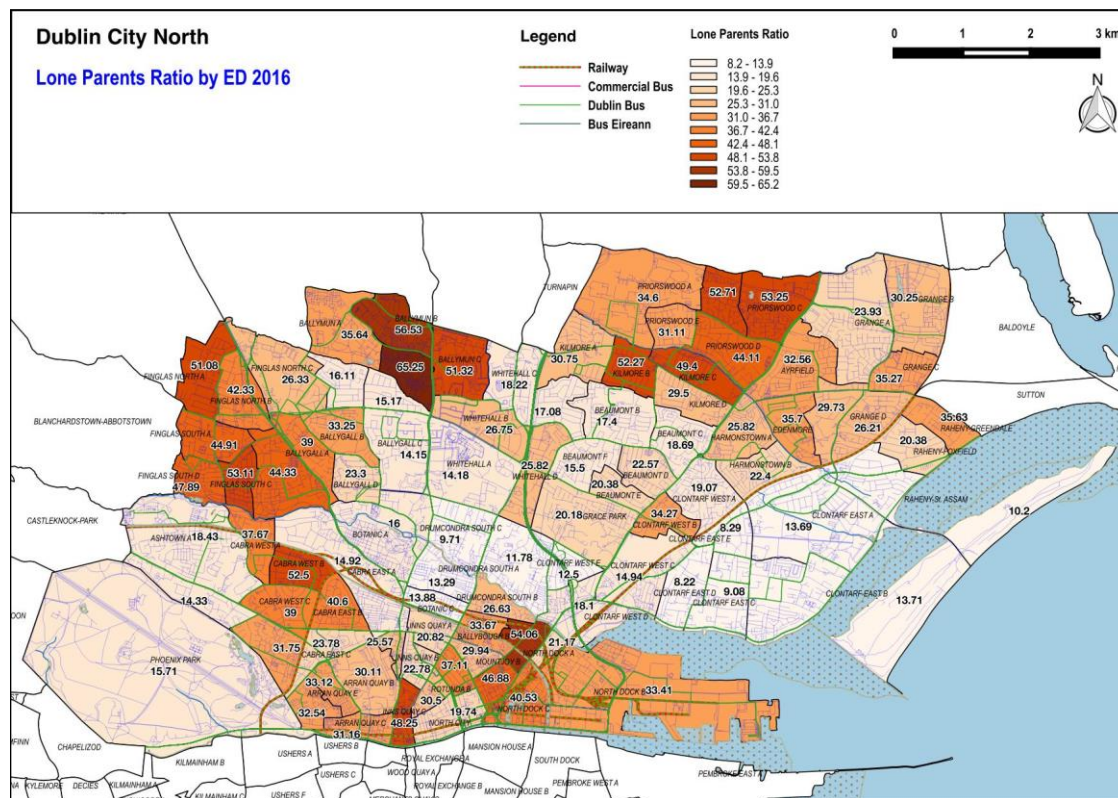 Dublin City North
Lone Parents Ratio by ED 2016
Legend
Railway
Commercial Bus
Dublin Bus
Bus Eireann
Lone Parents Ratio
8.2 - 13.9
13.9 - 19.6
19.6 - 25.3
25.3 - 31.0
31.0 - 36.7
36.7 - 42.4
42.4 - 48.1
48.1 - 53.8
53.8 - 59.5
59.5 - 65.2
0 1 2 3 km
N
TURNAPIN
PRIORSWOOD A
34.6
52.71
53.25
PRIORSWOOD C
30.25
GRANGE B
23.93
GRANGE A
BALDOYLE
BALLYMUN A
35.64
BALLYMUN B
56.53
PRIORSWOOD E
31.11
PRIORSWOOD D
44.11
51.08
FINGLAS NORTH A
FINGLAS NORTH C
26.33
16.11
65.25
BALLYMUN C
51.32
WHITEHALL C
18.22
KILMORE A
30.75
52.27
KILMORE B
49.4
KILMORE C
32.56
AYRFIELD
GRANGE C
35.27
42.33
FINGLAS NORTH B
15.17
29.5
KILMORE D
SUTTON
BLANCHARDSTOWN-ABBOTSTOWN
17.08
BEAUMONT B
17.4
25.82
HARMONSTOWN A
35.7
EDENMORE
29.73
GRANGE D
26.21
35.63
RAHENY-GREENDALE
FINGLAS SOUTH A
44.91
33.25
BALLYGALL B
39
BALLYGALL A
BALLYGALL C
14.15
WHITEHALL B
26.75
BEAUMONT C
18.69
20.38
RAHENY-FOXFIELD
FINGLAS SOUTH D
47.89
53.11
FINGLAS SOUTH C
44.33
23.3
BALLYGALL D
WHITEHALL A
14.18
25.82
WHITEHALL D
BEAUMONT F
15.5
22.57
BEAUMONT D
HARMONSTOWN B
22.4
20.38
BEAUMONT E
19.07
CLONTARF WEST A
RAHENY-St. ASSAM
CASTLEKNOCK-PARK
ASHTOWN A
18.43
37.67
CABRA WEST A
16
BOTANIC A
DRUMCONDRA SOUTH C
9.71
20.18
GRACE PARK
34.27
CLONTARF WEST B
8.29
CLONTARF EAST E
13.69
CLONTARF EAST A
10.2
CABRA WEST B
52.5
14.92
CABRA EAST A
11.78
DRUMCONDRA SOUTH A
CLONTARF WEST E
12.5
CLONTARF WEST C
14.94
8.22
CLONTARF EAST D
9.08
CLONTARF EAST C
CLONTARF EAST B
13.71
14.33
CABRA WEST C
39
40.6
CABRA EAST B
13.29
13.88
BOTANIC C
DRUMCONDRA SOUTH B
26.63
18.1
CLONTARF WEST D
PHOENIX PARK
15.71
31.75
23.78
CABRA EAST C
25.57
INNS QUAY A
20.82
33.67
BALLYBOUGH B
54.06
21.17
NORTH DOCK A
30.11
ARRAN QUAY B
INNS QUAY B
22.78
29.94
MOUNTJOY B
33.12
ARRAN QUAY E
37.11
ROTUNDA B
46.88
NORTH DOCK B
33.41
32.54
ARRAN QUAY C
31.16
INNS QUAY C
48.25
30.5
19.74
NORTH CITY
40.53
NORTH DOCK C
CHAPELIZOD
KILMAINHAM B
USHERS A
USHERS B
USHERS C
ROYAL EXCHANGE A
WOOD QUAY A
MANSION HOUSE A
SOUTH DOCK
PEMBROKE EAST A
PEMBROKE WEST A
KYLEMORE
DECIES
USHERS F
ROYAL EXCHANGE B
MANSION HOUSE B